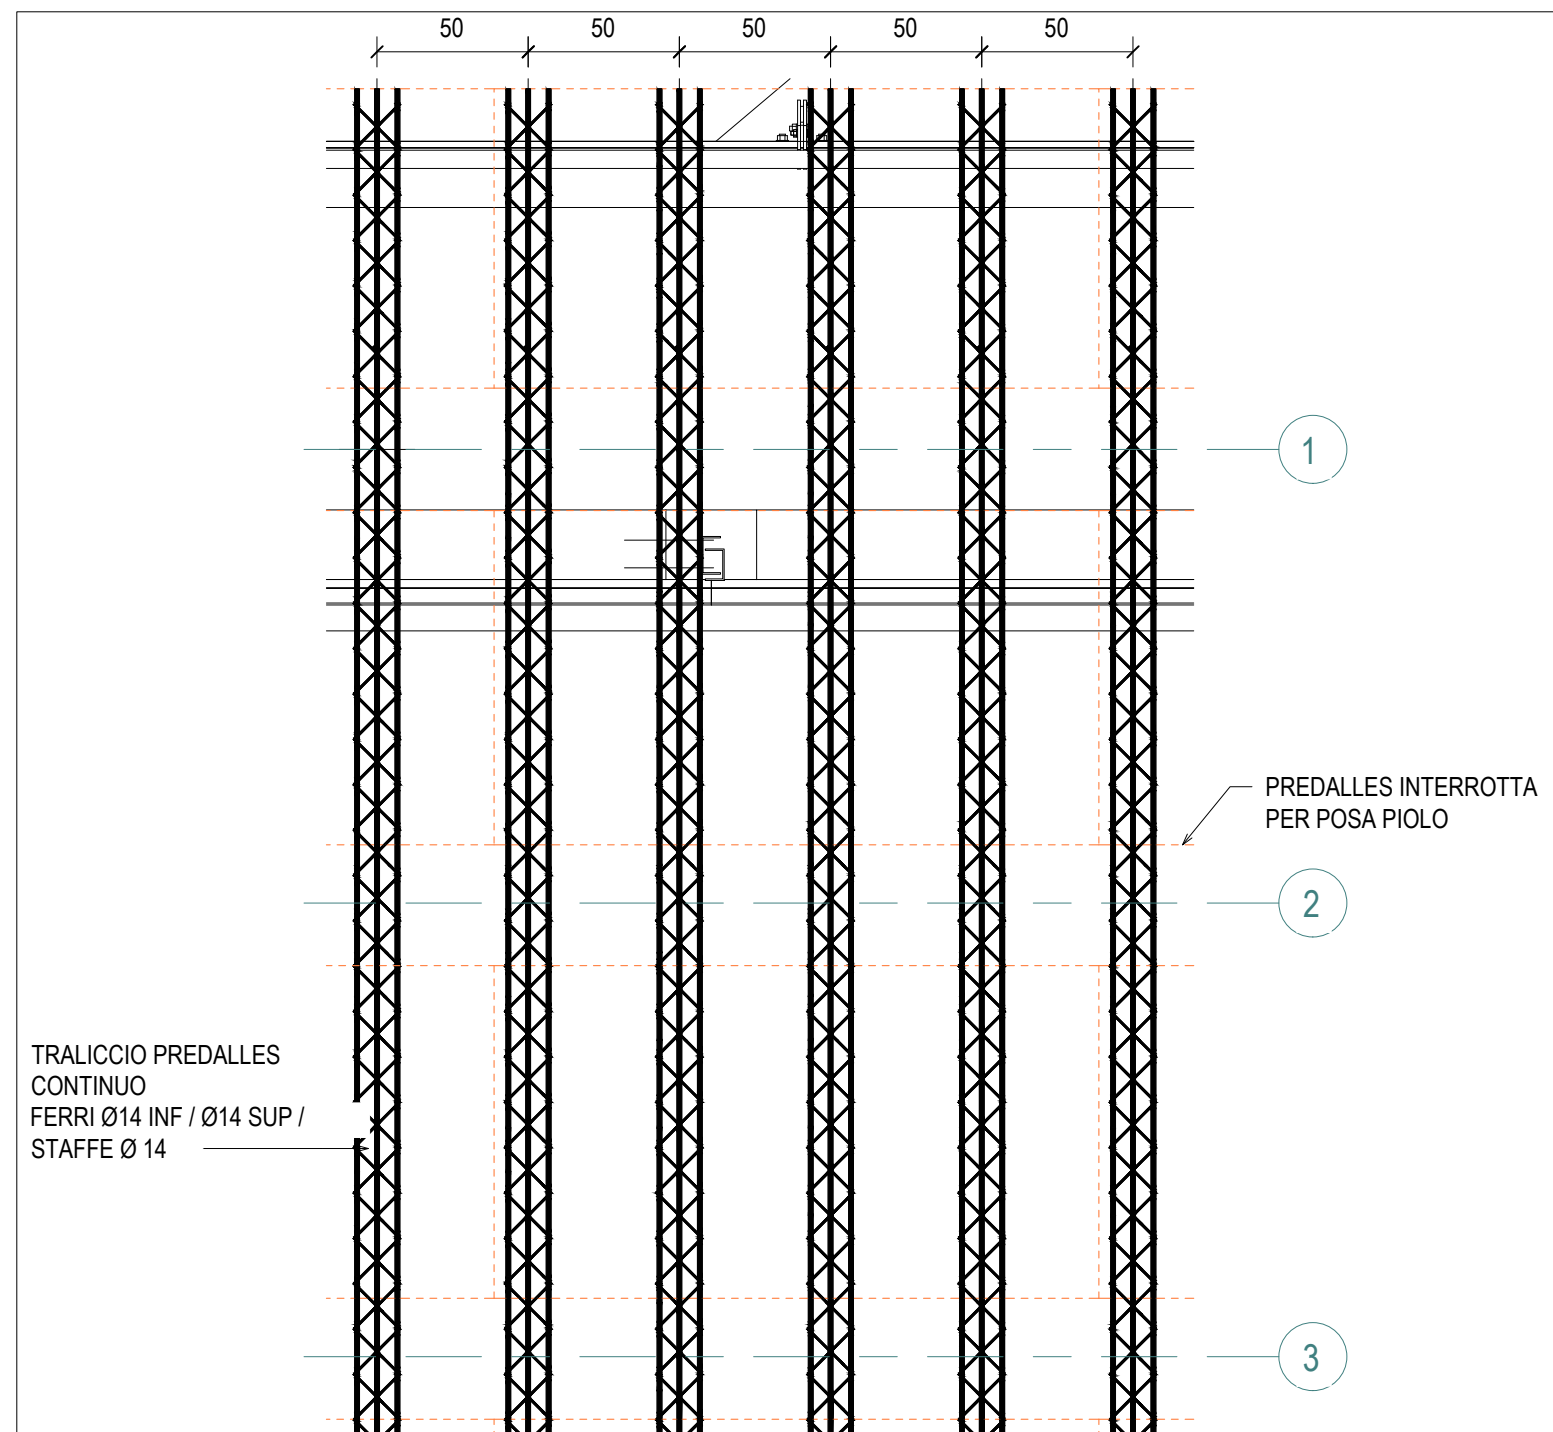 50 50 50 50 50
1
PREDALLES INTERROTTA
PER POSA PIOLO
2
TRALICCIO PREDALLES
CONTINUO
FERRI Ø14 INF / Ø14 SUP /
STAFFE Ø 14
3